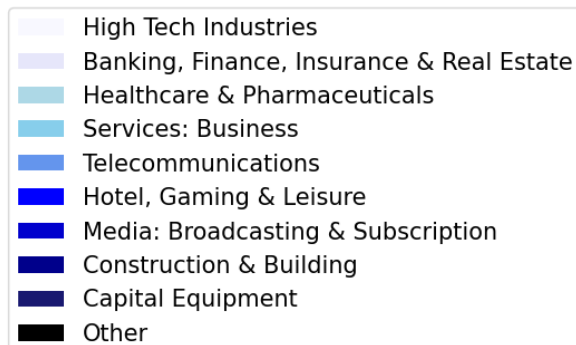 High Tech Industries
Banking, Finance, Insurance & Real Estate
Healthcare & Pharmaceuticals
Services: Business
Telecommunications
Hotel, Gaming & Leisure
Media: Broadcasting & Subscription
Construction & Building
Capital Equipment
Other